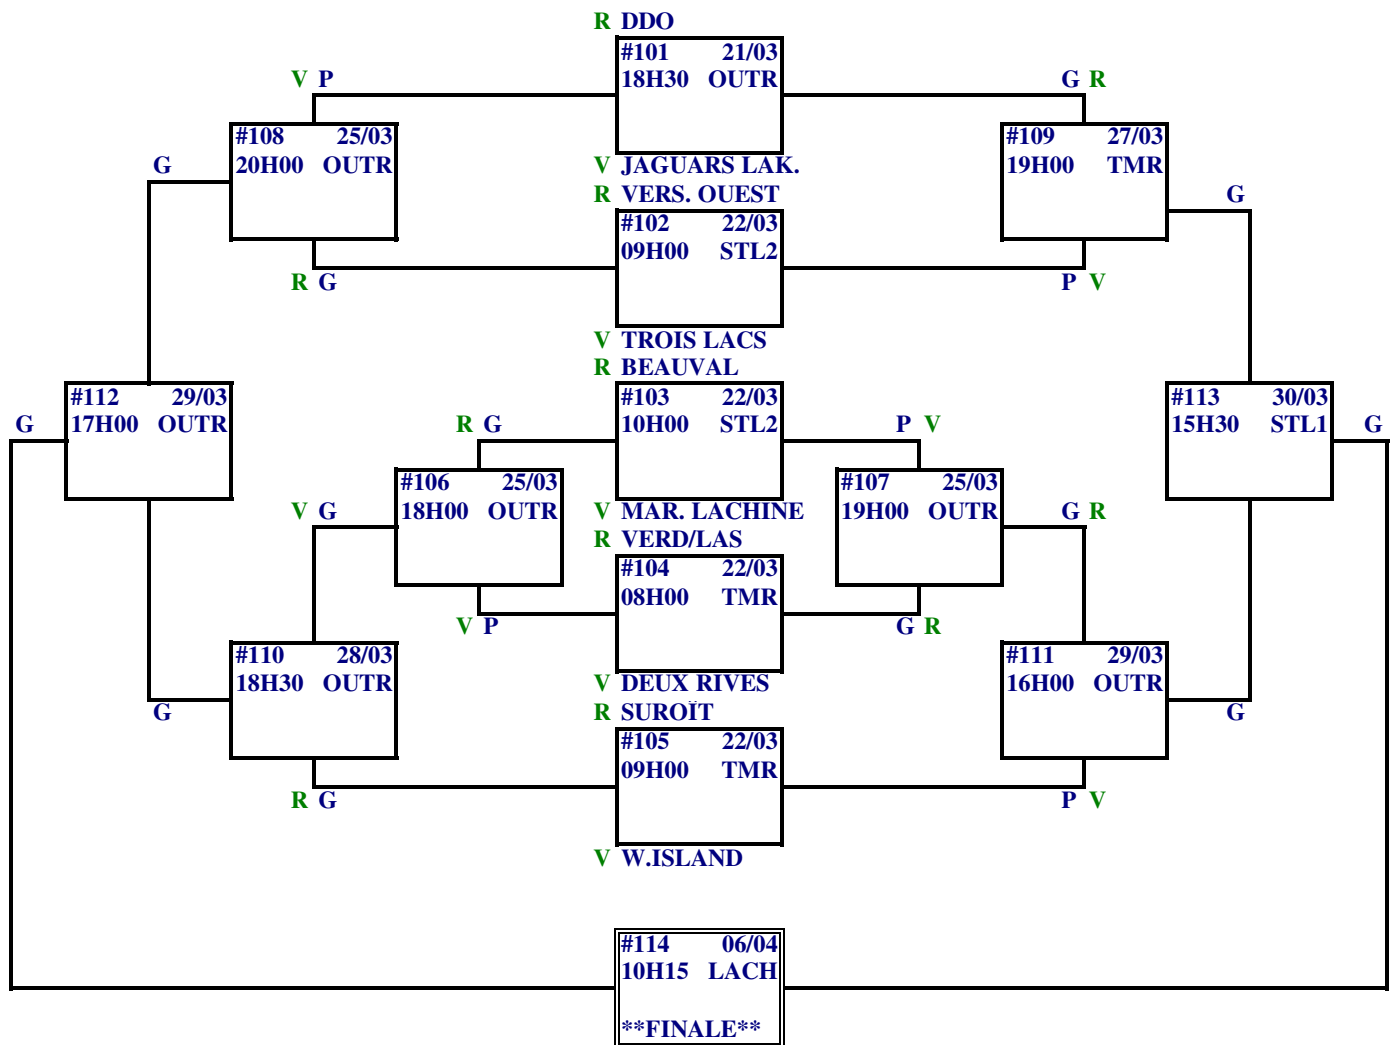 R DDO
#101 21/03
18H30 OUTR
V P
G R
#108 25/03
20H00 OUTR
#109 27/03
19H00 TMR
G
V JAGUARS LAK.
R VERS. OUEST
G
#102 22/03
09H00 STL2
R G
P V
V TROIS LACS
R BEAUVAL
#112 29/03
17H00 OUTR
G
#103 22/03
10H00 STL2
#113 30/03
15H30 STL1
G
R G
P V
#106 25/03
18H00 OUTR
#107 25/03
19H00 OUTR
V G
V MAR. LACHINE
G R
R VERD/LAS
#104 22/03
08H00 TMR
V P
G R
#110 28/03
18H30 OUTR
#111 29/03
16H00 OUTR
V DEUX RIVES
G
R SUROÏT
G
#105 22/03
09H00 TMR
R G
P V
V W.ISLAND
#114 06/04
10H15 LACH
**FINALE**